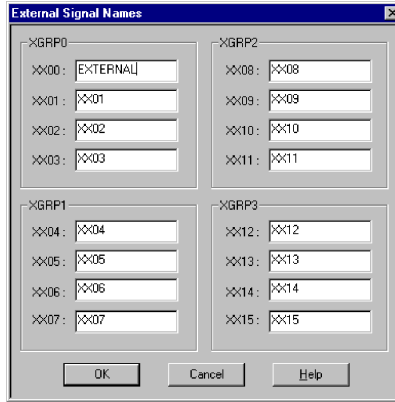 External Signal Names
XGRP0
XX00: EXTERNAL
XX01: XX01
XX02: XX02
XX03: XX03
XGRP2
XX08: XX08
XX09: XX09
XX10: XX10
XX11: XX11
XGRP1
XX04: XX04
XX05: XX05
XX06: XX06
XX07: XX07
XGRP3
XX12: XX12
XX13: XX13
XX14: XX14
XX15: XX15
OK Cancel Help